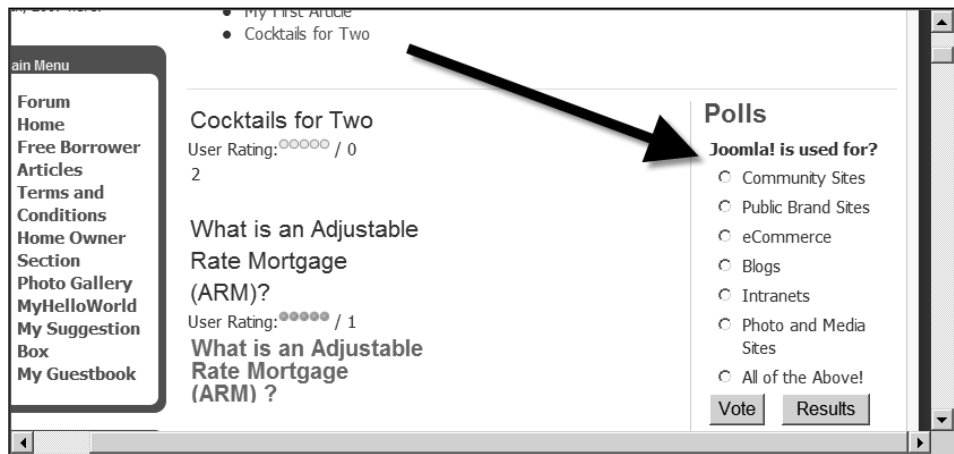 My First Article
Cocktails for Two
ain Menu
Forum
Home
Free Borrower
Articles
Terms and
Conditions
Home Owner
Section
Photo Gallery
MyHelloWorld
My Suggestion
Box
My Guestbook
Cocktails for Two
User Rating: / 0
2
What is an Adjustable
Rate Mortgage
(ARM)?
User Rating: / 1
What is an Adjustable
Rate Mortgage
(ARM) ?
Polls
Joomla! is used for?
Community Sites
Public Brand Sites
eCommerce
Blogs
Intranets
Photo and Media
Sites
All of the Above!
Vote Results